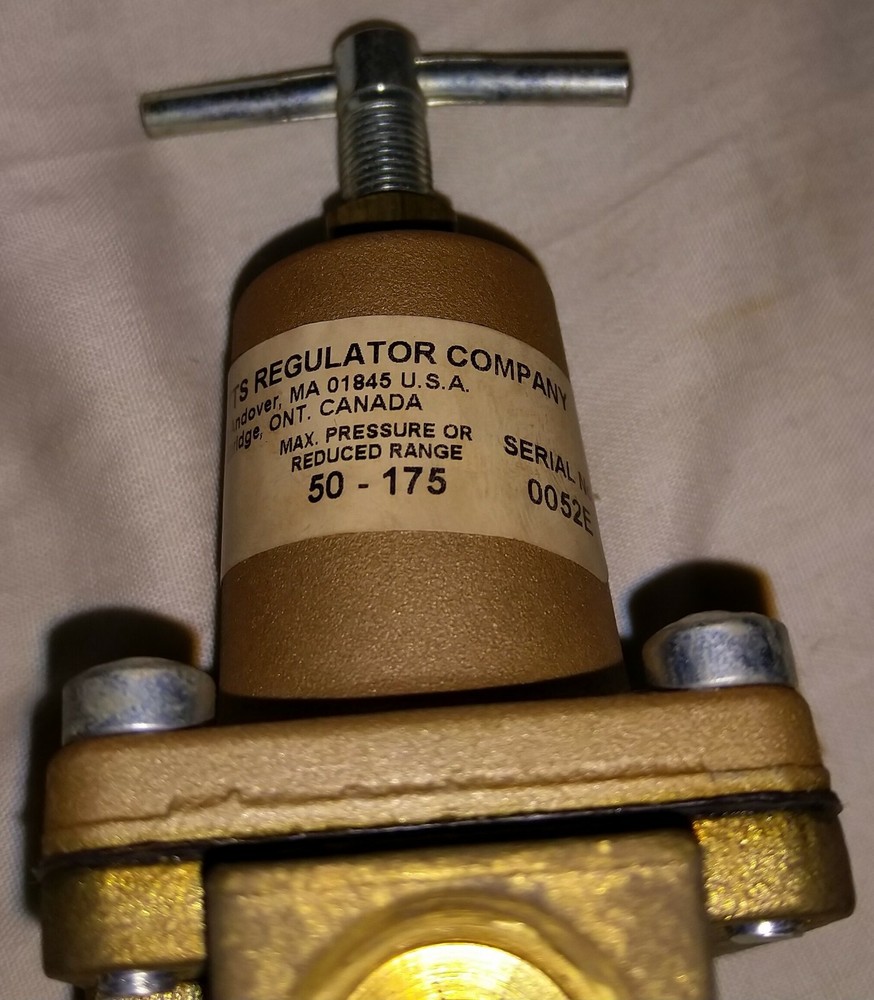 TS REGULATOR COMPANY
ndover, MA 01845 U.S.A.
idge, ONT. CANADA
MAX. PRESSURE OR
REDUCED RANGE
50 - 175
SERIAL N
0052E